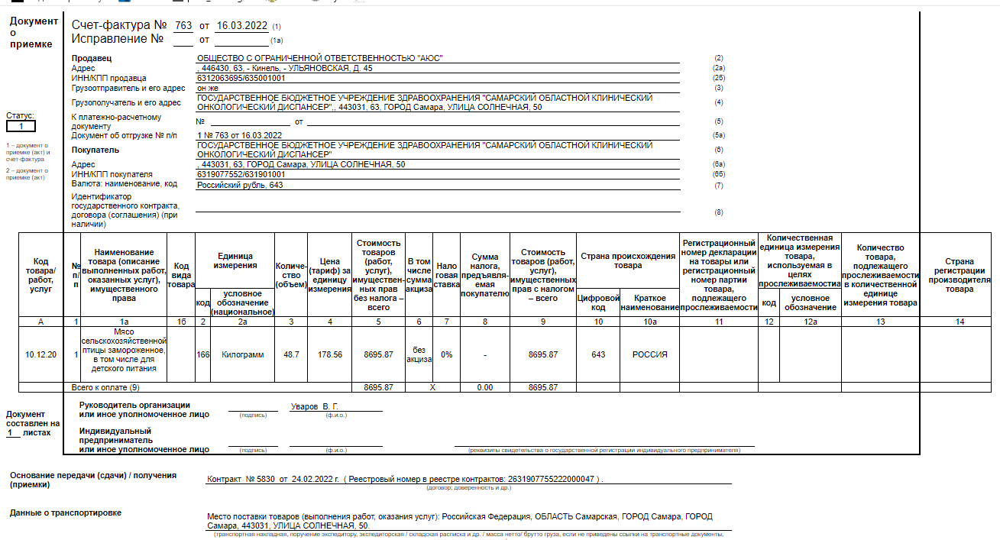 Документ
о
приемке
Счет-фактура № 763 от 16.03.2022 (1)
Исправление № от (1а)
Продавец ОБЩЕСТВО С ОГРАНИЧЕННОЙ ОТВЕТСТВЕННОСТЬЮ "АЮС" (2)
Адрес , 446430, 63, - Кинель, - УЛЬЯНОВСКАЯ, Д. 45 (2а)
ИНН/КПП продавца 6312063695/635001001 (2б)
Грузоотправитель и его адрес он же (3)
Грузополучатель и его адрес ГОСУДАРСТВЕННОЕ БЮДЖЕТНОЕ УЧРЕЖДЕНИЕ ЗДРАВООХРАНЕНИЯ "САМАРСКИЙ ОБЛАСТНОЙ КЛИНИЧЕСКИЙ (4)
ОНКОЛОГИЧЕСКИЙ ДИСПАНСЕР",, 443031, 63, ГОРОД Самара, УЛИЦА СОЛНЕЧНАЯ, 50
Статус:
1
1 – документ о
приемке (акт) и
счет-фактура
2 – документ о
приемке (акт)
К платежно-расчетному
документу № от (5)
Документ об отгрузке № п/п 1 № 763 от 16.03.2022 (5а)
Покупатель ГОСУДАРСТВЕННОЕ БЮДЖЕТНОЕ УЧРЕЖДЕНИЕ ЗДРАВООХРАНЕНИЯ "САМАРСКИЙ ОБЛАСТНОЙ КЛИНИЧЕСКИЙ (6)
ОНКОЛОГИЧЕСКИЙ ДИСПАНСЕР"
Адрес , 443031, 63, ГОРОД Самара, УЛИЦА СОЛНЕЧНАЯ, 50 (6а)
ИНН/КПП покупателя 6319077552/631901001 (6б)
Валюта: наименование, код Российский рубль, 643 (7)
Идентификатор
государственного контракта,
договора (соглашения) (при (8)
наличии)
Код
товара/
работ,
услуг
№
п/
п
Наименование
товара (описание
выполненных работ,
оказанных услуг),
имущественного
права
Код
вида
товара
Единица
измерения
код
условное
обозначение
(национальное)
Количе-
ство
(объем)
Цена
(тариф) за
единицу
измерения
Стоимость
товаров
(работ,
услуг),
имуществен-
ных прав
без налога –
всего
В том
числе
сумма
акциза
Нало
говая
ставка
Сумма
налога,
предъявля-
емая
покупателю
Стоимость
товаров (работ,
услуг),
имущественных
прав с налогом
– всего
Страна происхождения
товара
Цифровой
код
Краткое
наименование
Регистрационный
номер декларации
на товары или
регистрационный
номер партии
товара,
подлежащего
прослеживаемости
Количественная
единица измерения
товара,
используемая в
целях
прослеживаемостиа
код
условное
обозначение
Количество
товара,
подлежащего
прослеживаемости
в количественной
единице
измерения товара
Страна
регистрации
производителя
товара
А 1 1а 1б 2 2а 3 4 5 6 7 8 9 10 10а 11 12 12а 13 14
10.12.20 1
Мясо
сельскохозяйственной
птицы замороженное,
в том числе для
детского питания
166 Килограмм 48.7 178.56 8695.87
без
акциза
0% - 8695.87 643 РОССИЯ
Всего к оплате (9) 8695.87 Х 0.00 8695.87
Документ
составлен на
1 листах
Руководитель организации
или иное уполномоченное лицо Уваров В. Г.
(подпись) (ф.и.о.)
Индивидуальный
предприниматель
или иное уполномоченное лицо
(подпись) (ф.и.о.) (реквизиты свидетельства о государственной регистрации индивидуального предпринимателя)
Основание передачи (сдачи) / получения
(приемки)
Контракт № 5830 от 24.02.2022 г. ( Реестровый номер в реестре контрактов: 2631907755222000047 ) .
(договор; доверенность и др.)
Данные о транспортировке
Место поставки товаров (выполнения работ, оказания услуг): Российская Федерация, ОБЛАСТЬ Самарская, ГОРОД Самара, ГОРОД
Самара, 443031, УЛИЦА СОЛНЕЧНАЯ, 50.
(транспортная накладная, поручение экспедитору, экспедиторская / складская расписка и др. / масса нетто/ брутто груза, если не приведены ссылки на транспортные документы,